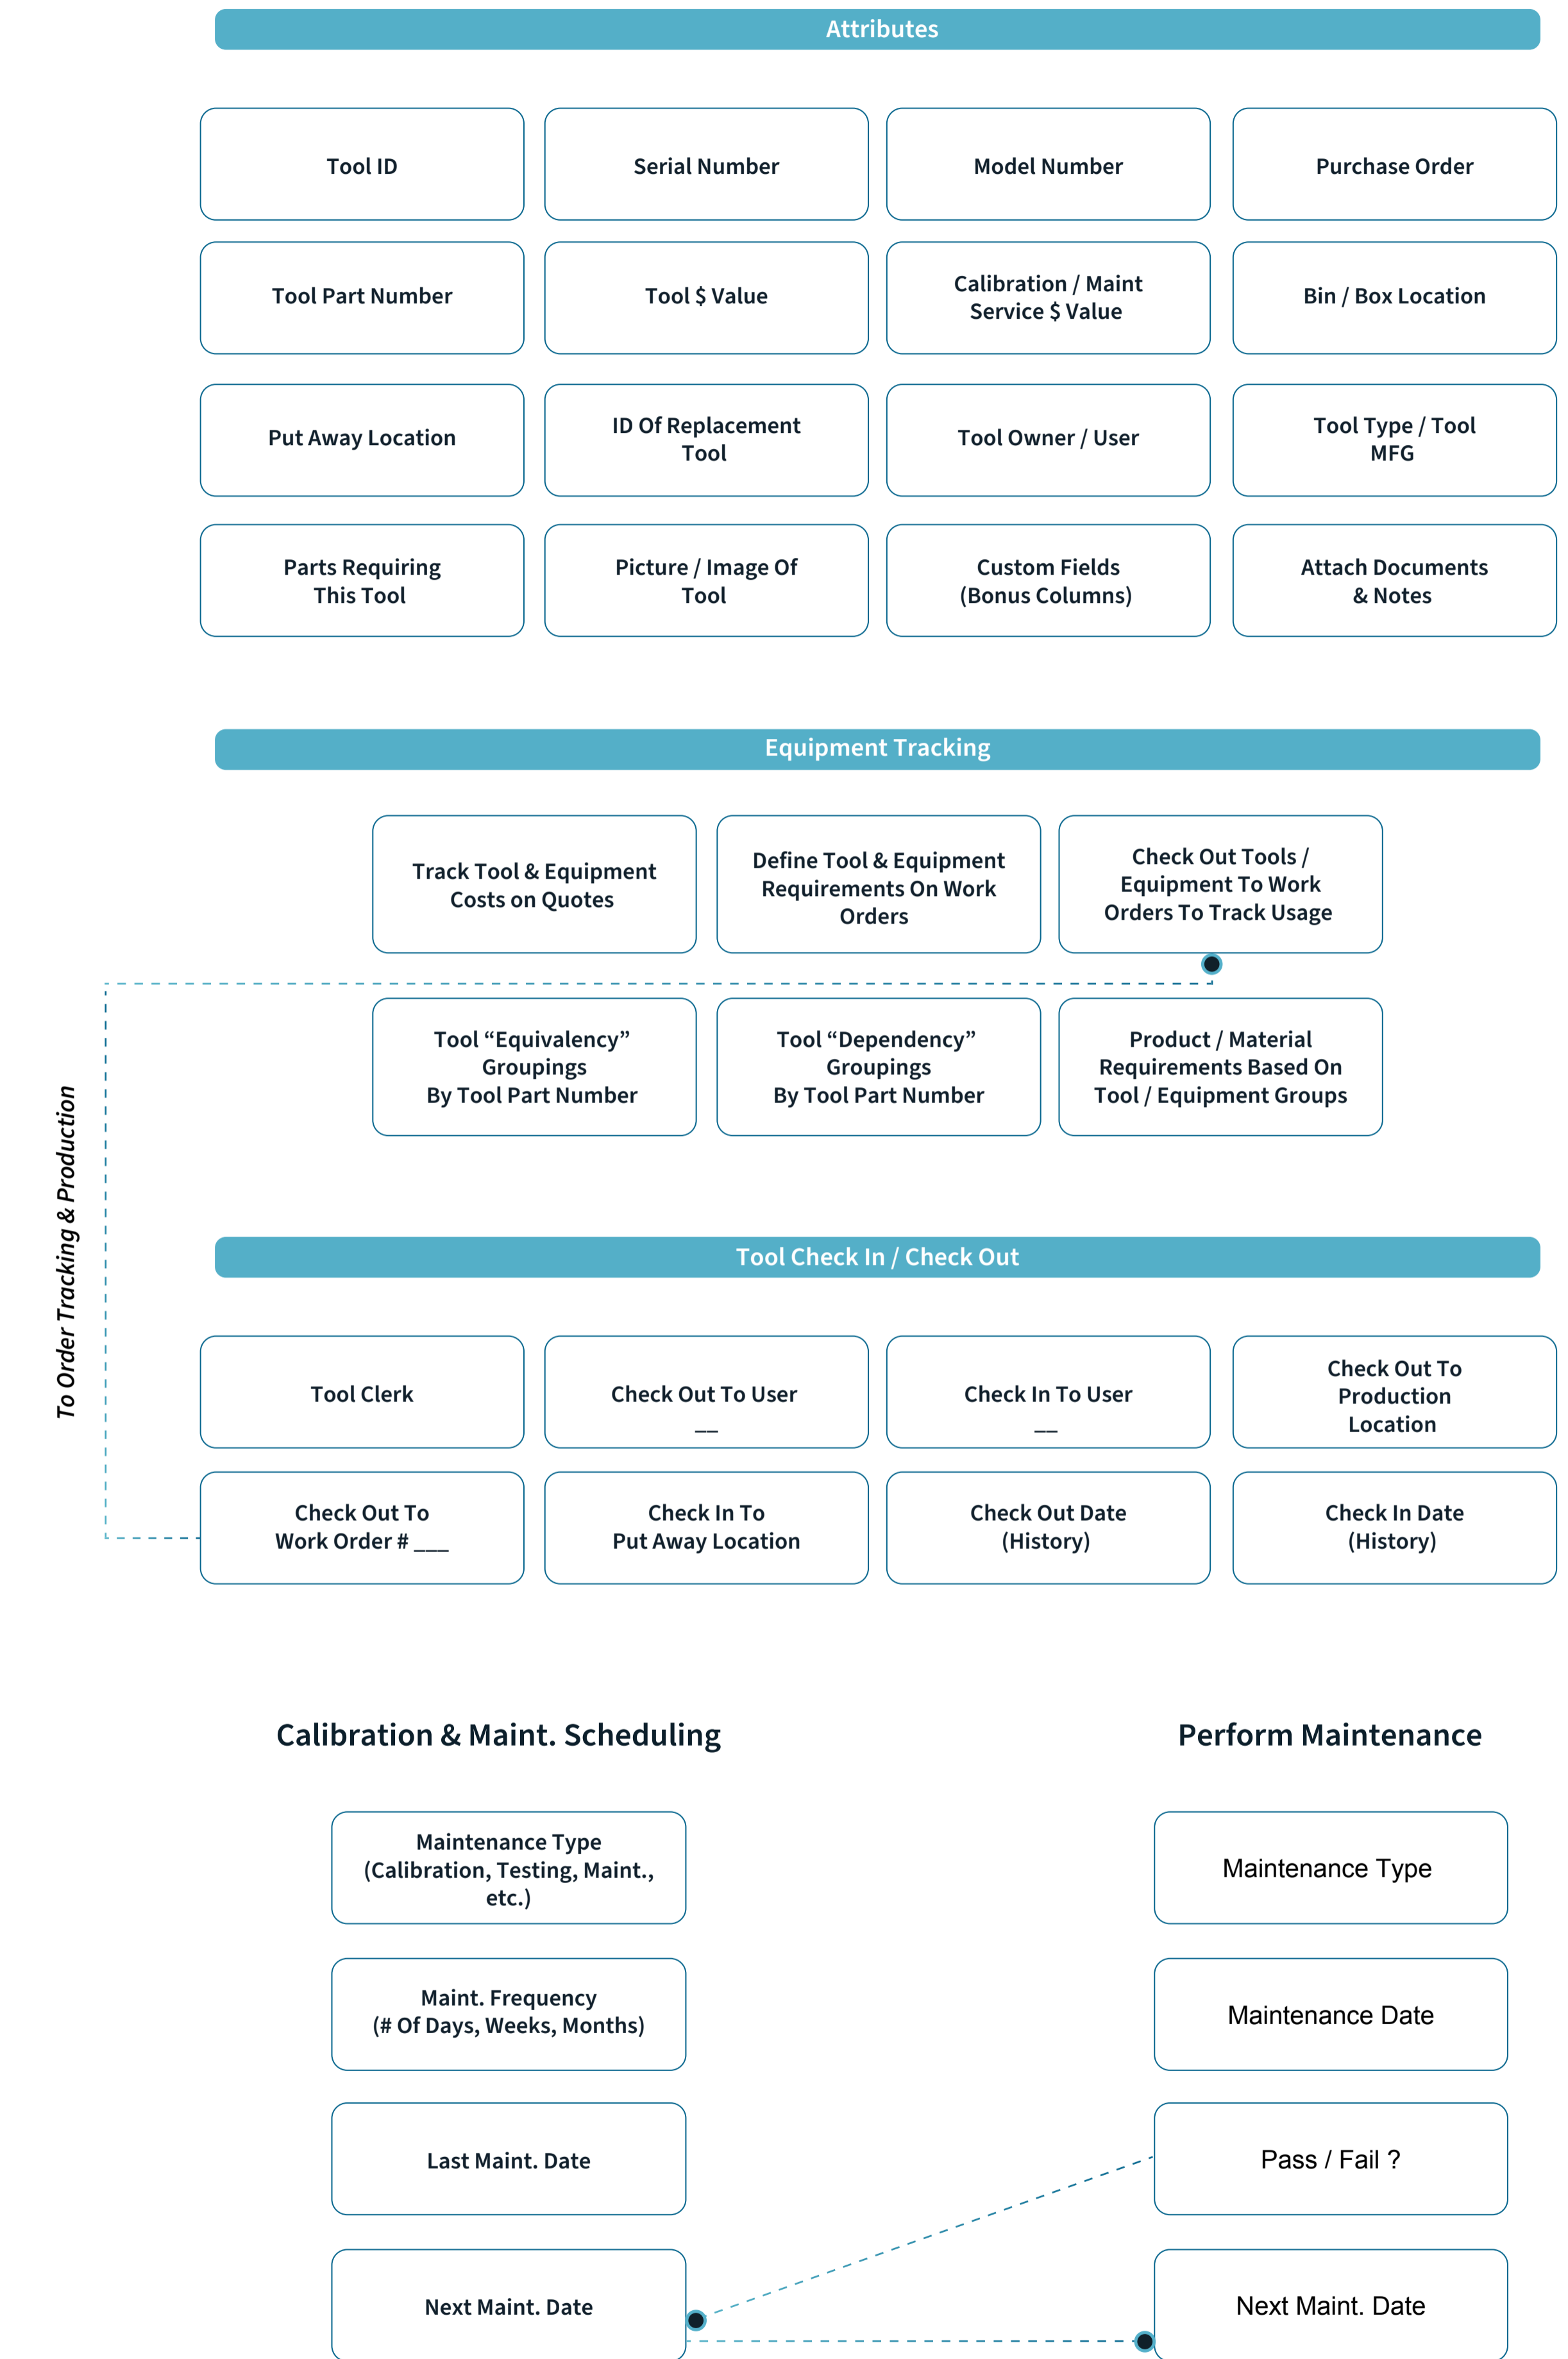 Attributes
Tool ID
Serial Number
Model Number
Purchase Order
Tool Part Number
Tool $ Value
Calibration / Maint
Service $ Value
Bin / Box Location
Put Away Location
ID Of Replacement
Tool
Tool Owner / User
Tool Type / Tool
MFG
Parts Requiring
This Tool
Picture / Image Of
Tool
Custom Fields
(Bonus Columns)
Attach Documents
& Notes
Equipment Tracking
Track Tool & Equipment
Costs on Quotes
Define Tool & Equipment
Requirements On Work
Orders
Check Out Tools /
Equipment To Work
Orders To Track Usage
Tool “Equivalency”
Groupings
By Tool Part Number
Tool “Dependency”
Groupings
By Tool Part Number
Product / Material
Requirements Based On
Tool / Equipment Groups
To Order Tracking & Production
Tool Check In / Check Out
Tool Clerk
Check Out To User
__
Check In To User
__
Check Out To
Production
Location
Check Out To
Work Order # ___
Check In To
Put Away Location
Check Out Date
(History)
Check In Date
(History)
Calibration & Maint. Scheduling
Maintenance Type
(Calibration, Testing, Maint.,
etc.)
Maint. Frequency
(# Of Days, Weeks, Months)
Last Maint. Date
Next Maint. Date
Perform Maintenance
Maintenance Type
Maintenance Date
Pass / Fail ?
Next Maint. Date